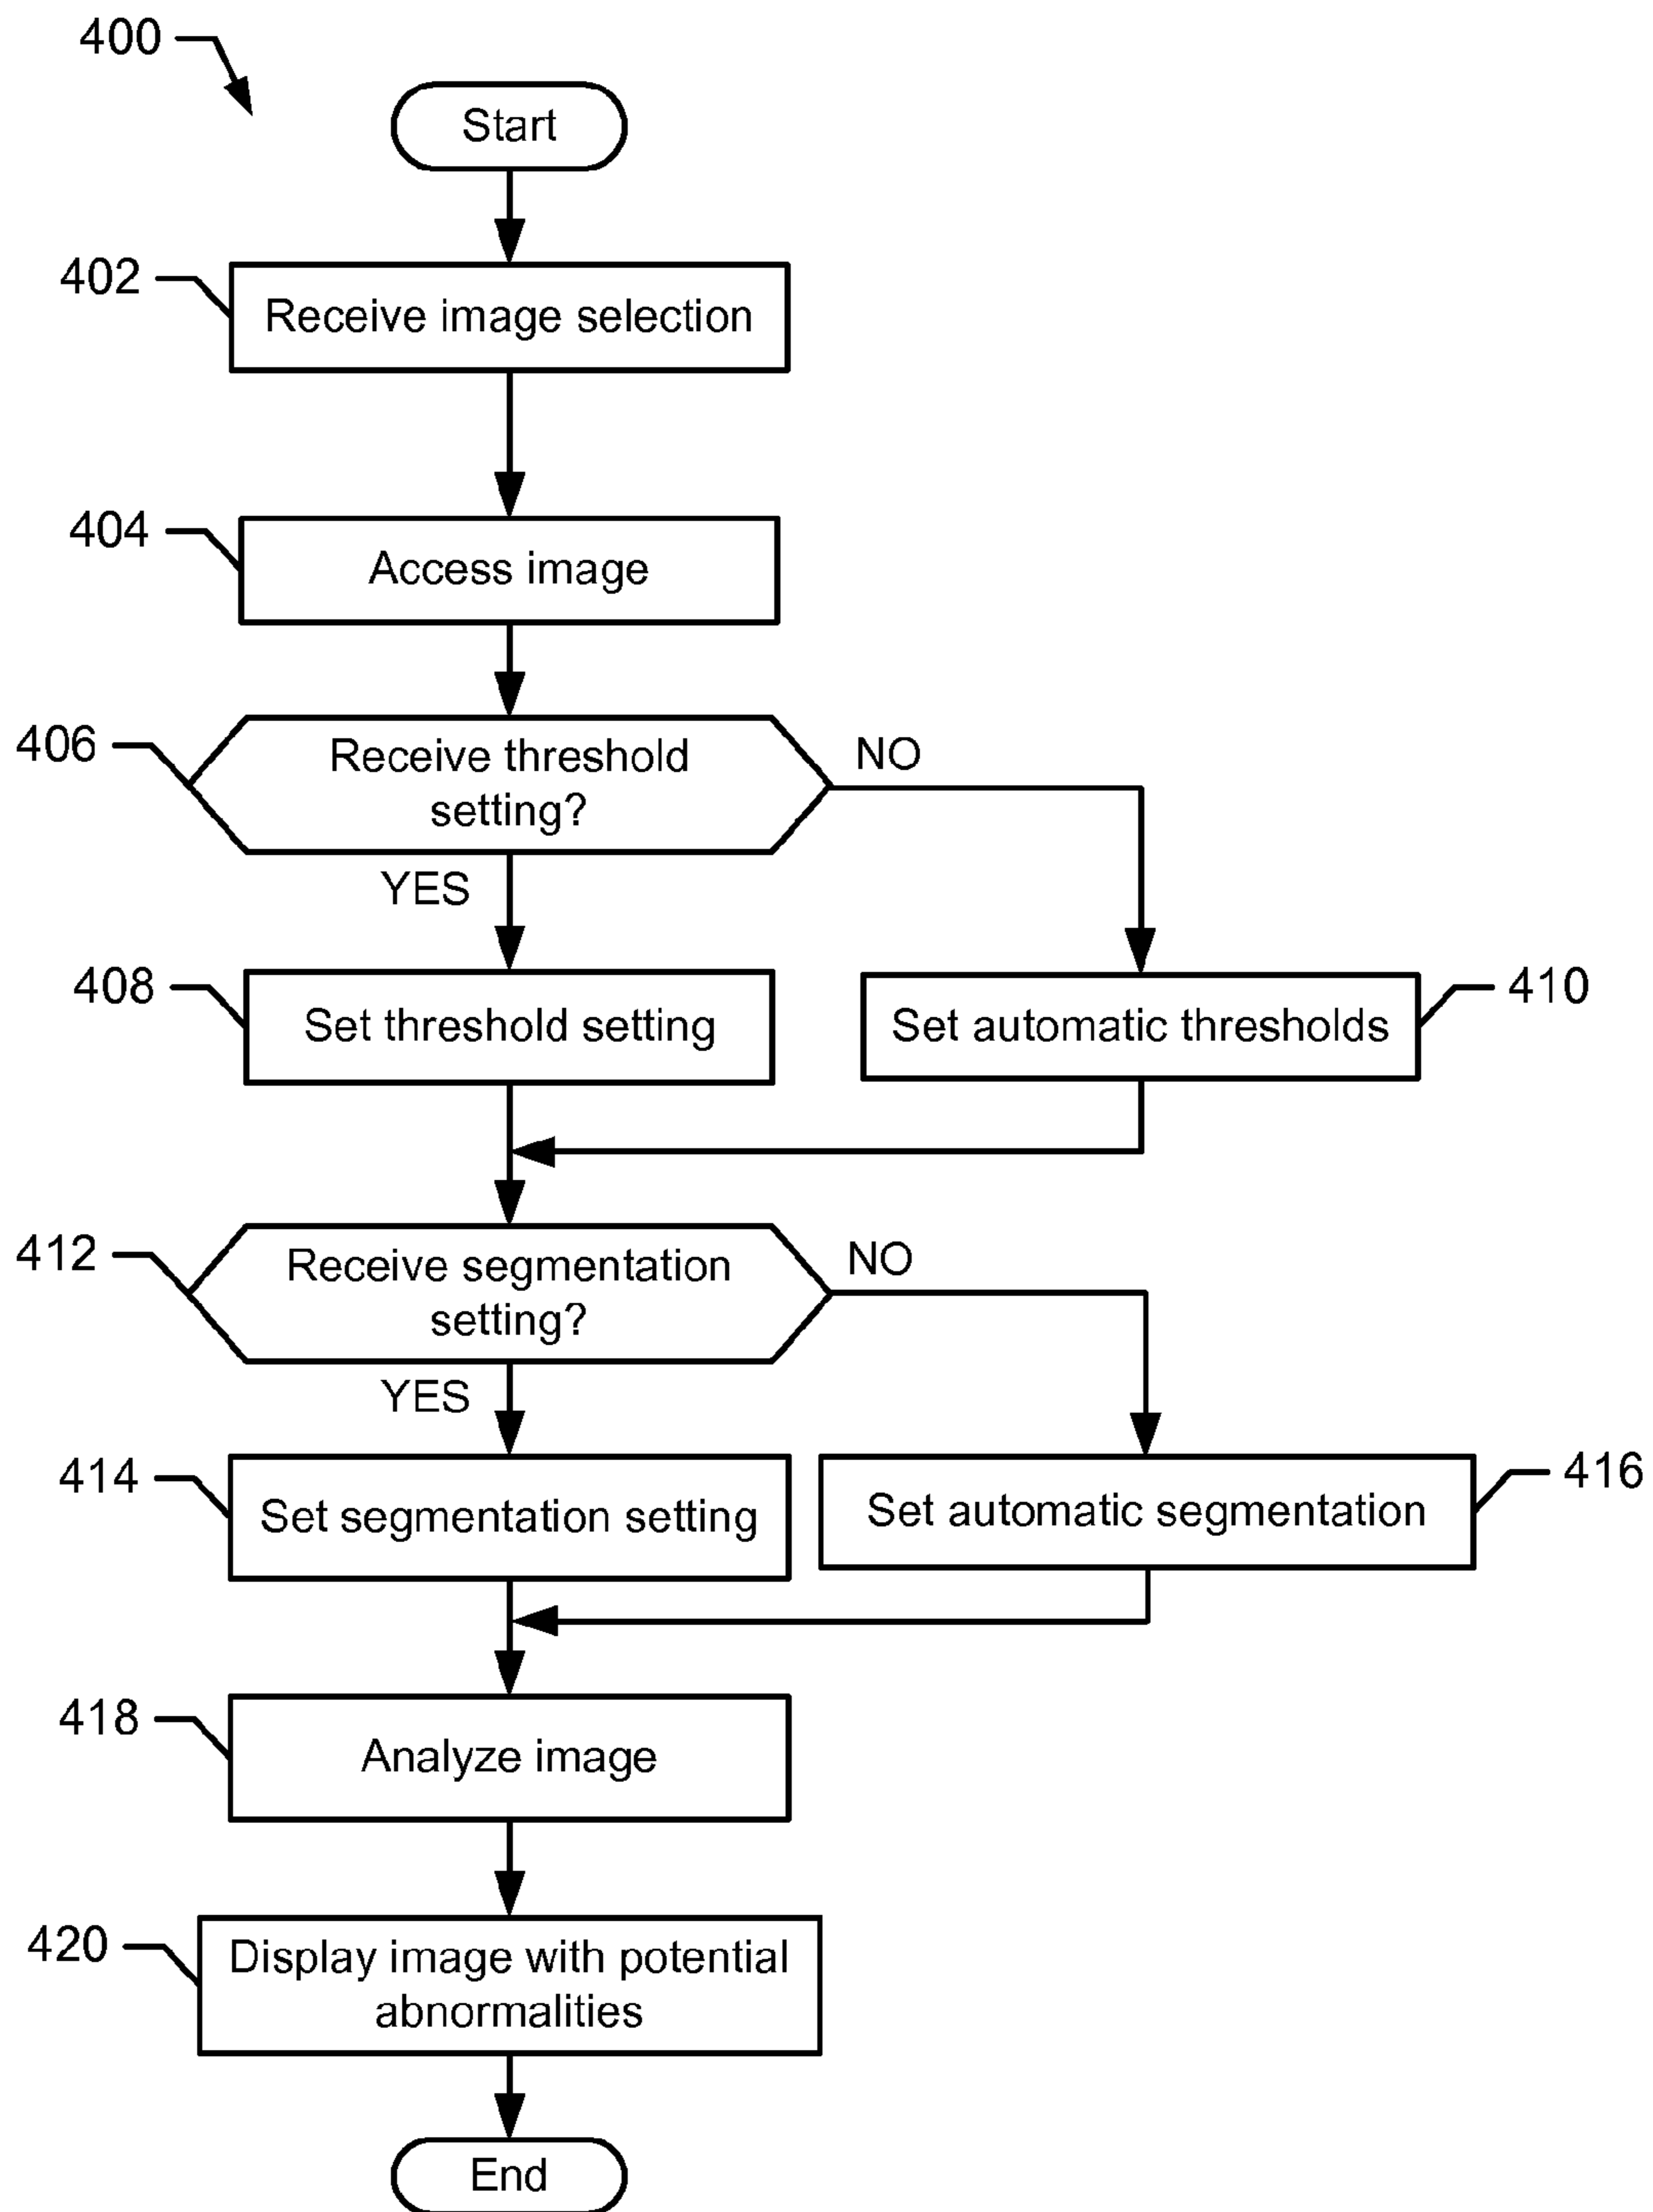 400
Start
402
Receive image selection
404
Access image
406
Receive threshold
setting?
NO
YES
408
Set threshold setting
Set automatic thresholds
410
412
Receive segmentation
setting?
NO
YES
414
Set segmentation setting
Set automatic segmentation
416
418
Analyze image
420
Display image with potential
abnormalities
End